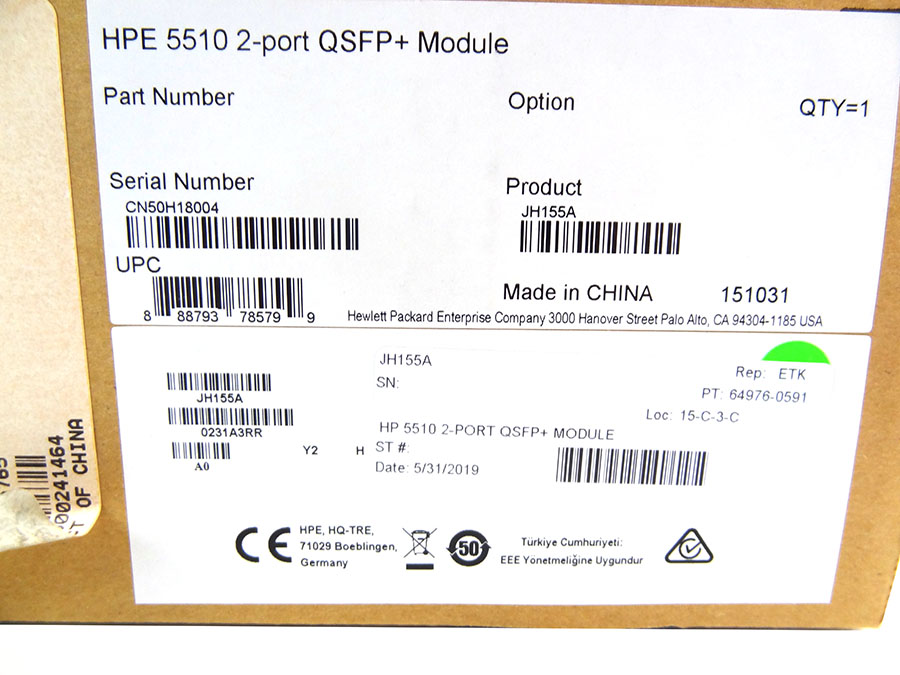 HPE 5510 2-port QSFP+ Module
Part Number
Option
QTY=1
Serial Number
CN50H18004
Product
JH155A
UPC
8 88793 78579 9
Made in CHINA 151031
Hewlett Packard Enterprise Company 3000 Hanover Street Palo Alto, CA 94304-1185 USA
JH155A
0231A3RR
A0
Y2
H
JH155A
SN:
Rep: ETK
PT: 64976-0591
Loc: 15-C-3-C
HP 5510 2-PORT QSFP+ MODULE
ST #:
Date: 5/31/2019
CE
HPE, HQ-TRE,
71029 Boeblingen,
Germany
50
Türkiye Cumhuriyeti:
EEE Yönetmeliğine Uygundur
00241464
OF CHINA